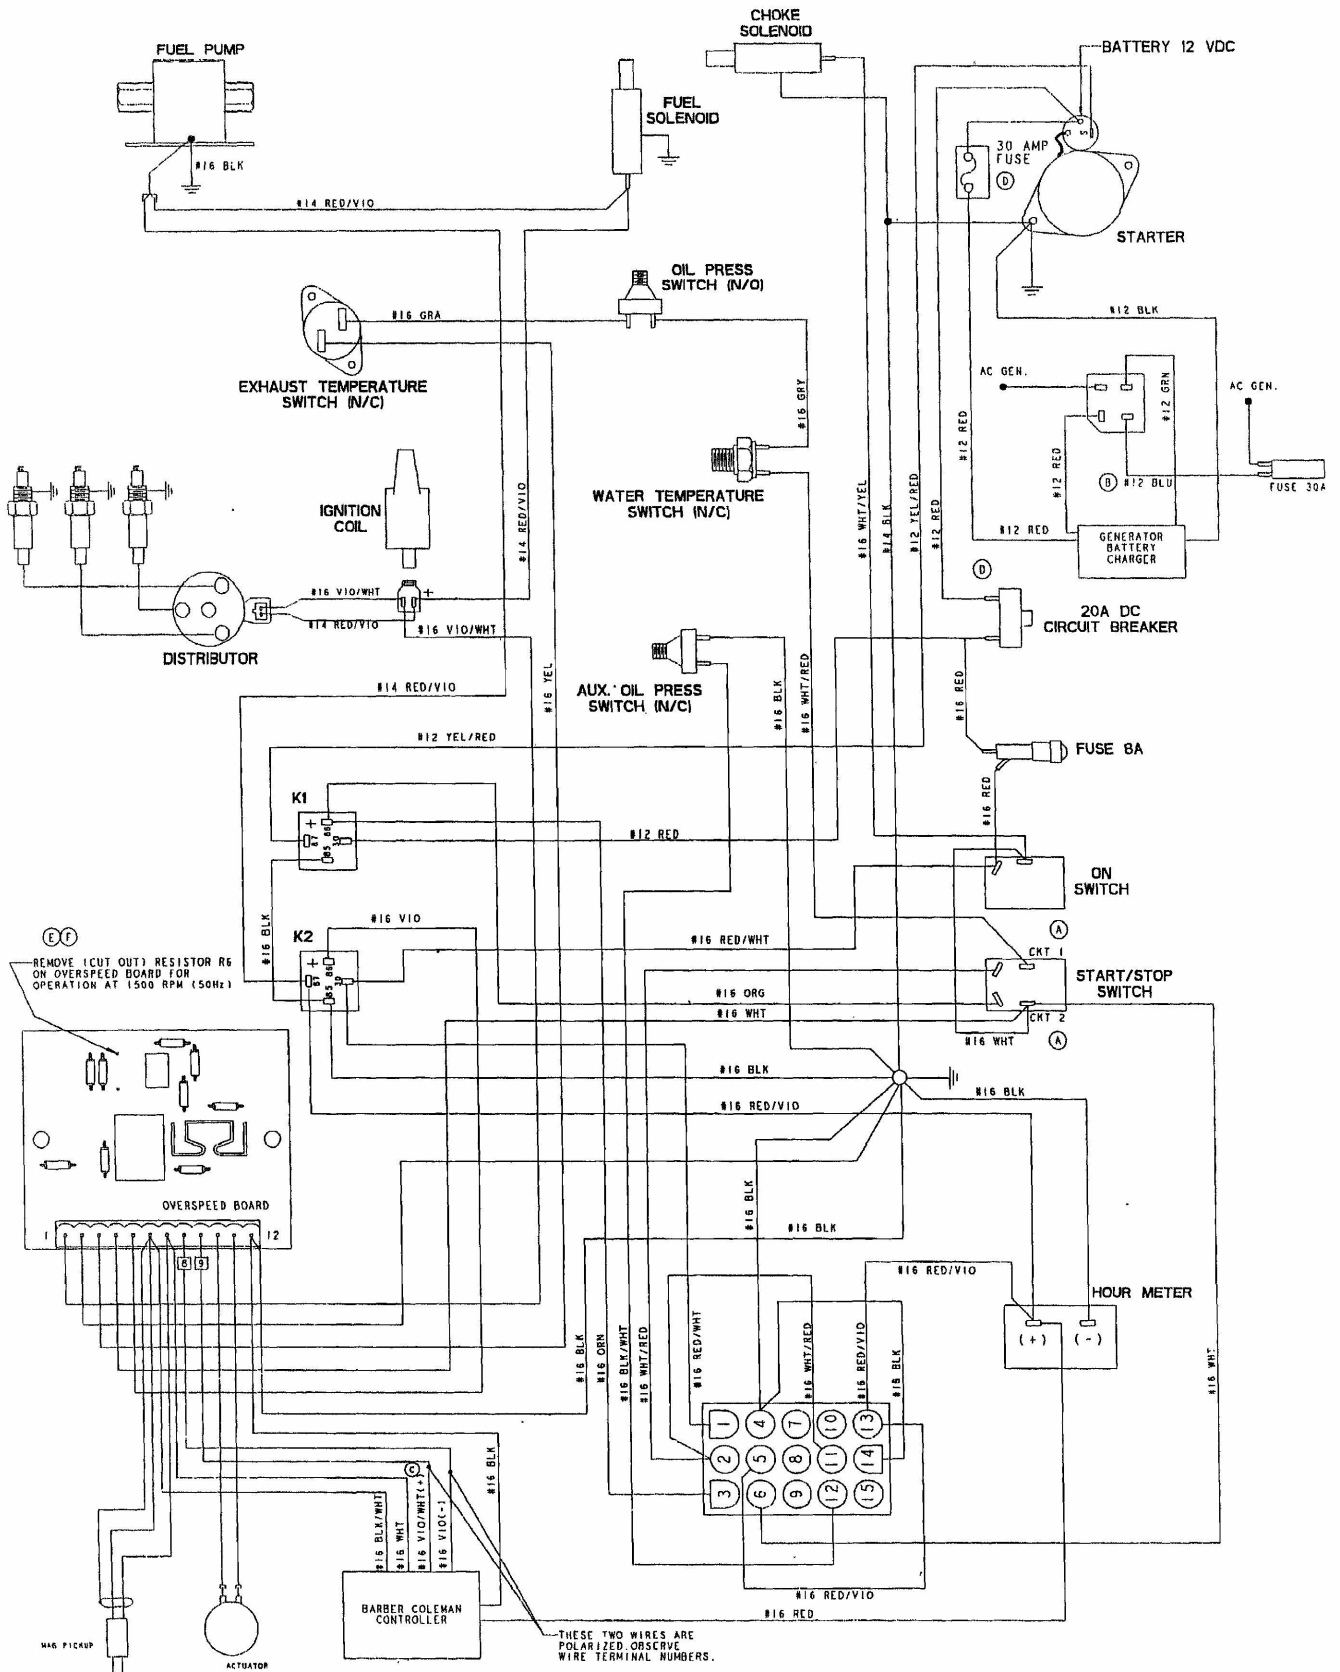 CHOKE
SOLENOID
BATTERY 12 VDC
FUEL PUMP
FUEL
SOLENOID
30 AMP
FUSE
D
S
#16 BLK
#14 RED/VIO
STARTER
OIL PRESS
SWITCH (N/O)
#16 GRA
#12 BLK
EXHAUST TEMPERATURE
SWITCH (N/C)
#16 GRY
AC GEN.
#12 GRN
AC GEN.
#12 RED
#12 RED
B
#12 BLU
FUSE 30A
WATER TEMPERATURE
SWITCH (N/C)
IGNITION
COIL
#14 RED/VIO
#16 WHT/YEL
#14 BLK
#12 YEL/RED
#12 RED
#12 RED
GENERATOR
BATTERY
CHARGER
D
20A DC
CIRCUIT BREAKER
#16 VIO/WHT
+
#14 RED/VIO
#16 VIO/WHT
DISTRIBUTOR
#14 RED/VIO
#16 YEL
AUX. OIL PRESS
SWITCH (N/C)
#16 BLK
#16 WHT/RED
#16 RED
#12 YEL/RED
FUSE 8A
#16 RED
K1
+
86
87
30
85
#12 RED
ON
SWITCH
#16 VIO
#16 BLK
K2
+
86
87
30
85
#16 RED/WHT
A
CKT 1
START/STOP
SWITCH
#16 ORG
#16 WHT
CKT 2
#16 WHT
A
E F
REMOVE (CUT OUT) RESISTOR R6
ON OVERSPEED BOARD FOR
OPERATION AT 1500 RPM (50Hz)
#16 BLK
#16 BLK
#16 RED/VIO
#16 BLK
#16 BLK
OVERSPEED BOARD
1
12
8 9
#16 RED/VIO
HOUR METER
(+) (-)
#16 BLK
#16 ORN
#16 BLK/WHT
#16 WHT/RED
#16 RED/WHT
#16 WHT/RED
#16 RED/VIO
#16 BLK
#16 WHT
1 4 7 10 13
2 5 8 11 14
3 6 9 12 15
C
#16 BLK/WHT
#16 WHT
#16 VIO/WHT(+)
#16 VIO(-)
#16 BLK
#16 RED/VIO
#16 RED
BARBER COLEMAN
CONTROLLER
THESE TWO WIRES ARE
POLARIZED.OBSERVE
WIRE TERMINAL NUMBERS.
MAG PICKUP
ACTUATOR